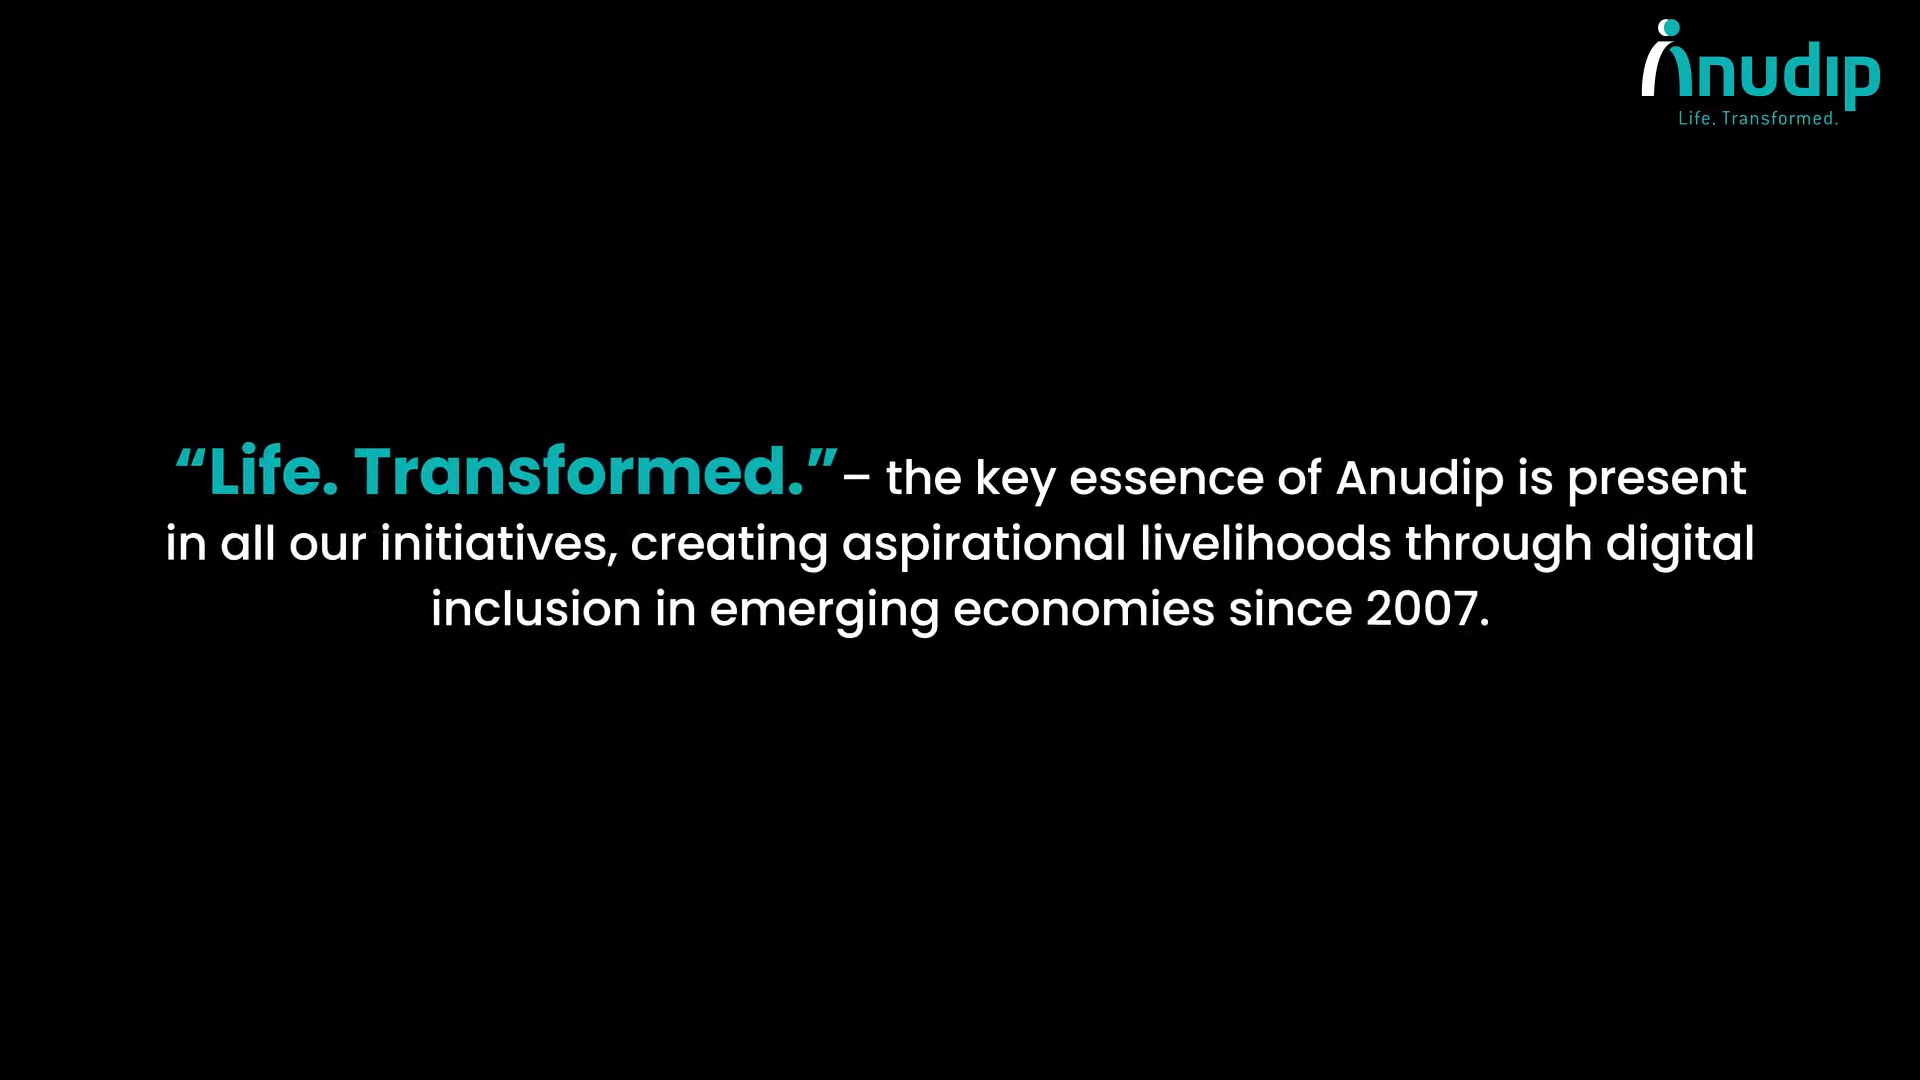 Anudip
Life. Transformed.
“Life. Transformed.” – the key essence of Anudip is present
in all our initiatives, creating aspirational livelihoods through digital
inclusion in emerging economies since 2007.